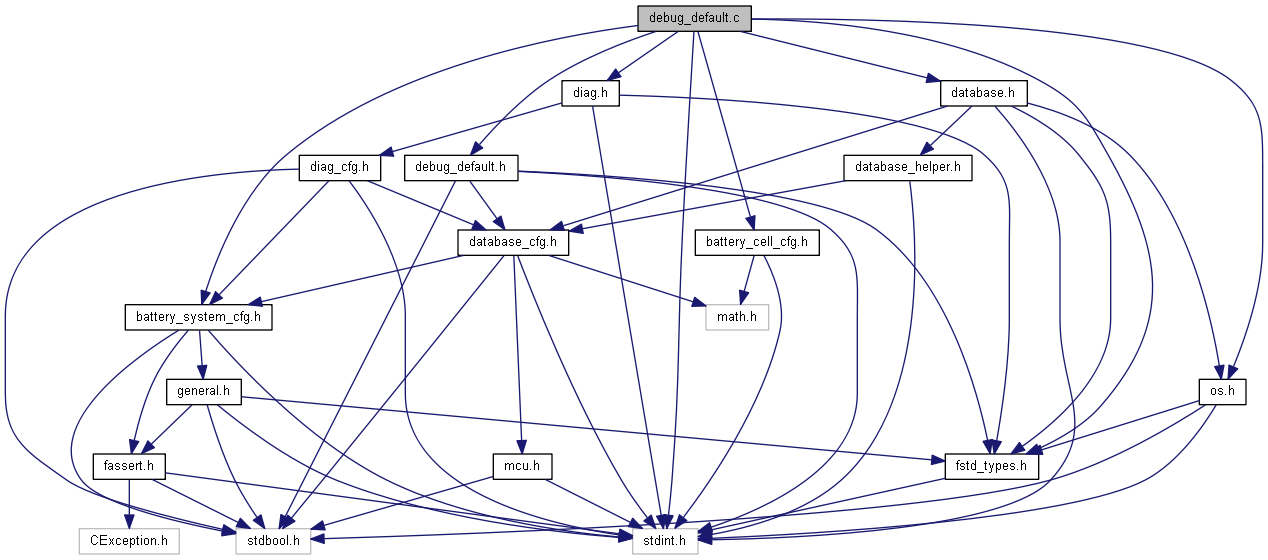 debug_default.c
diag.h
database.h
diag_cfg.h
debug_default.h
database_helper.h
database_cfg.h
battery_cell_cfg.h
battery_system_cfg.h
math.h
general.h
os.h
fassert.h
mcu.h
fstd_types.h
CException.h
stdbool.h
stdint.h